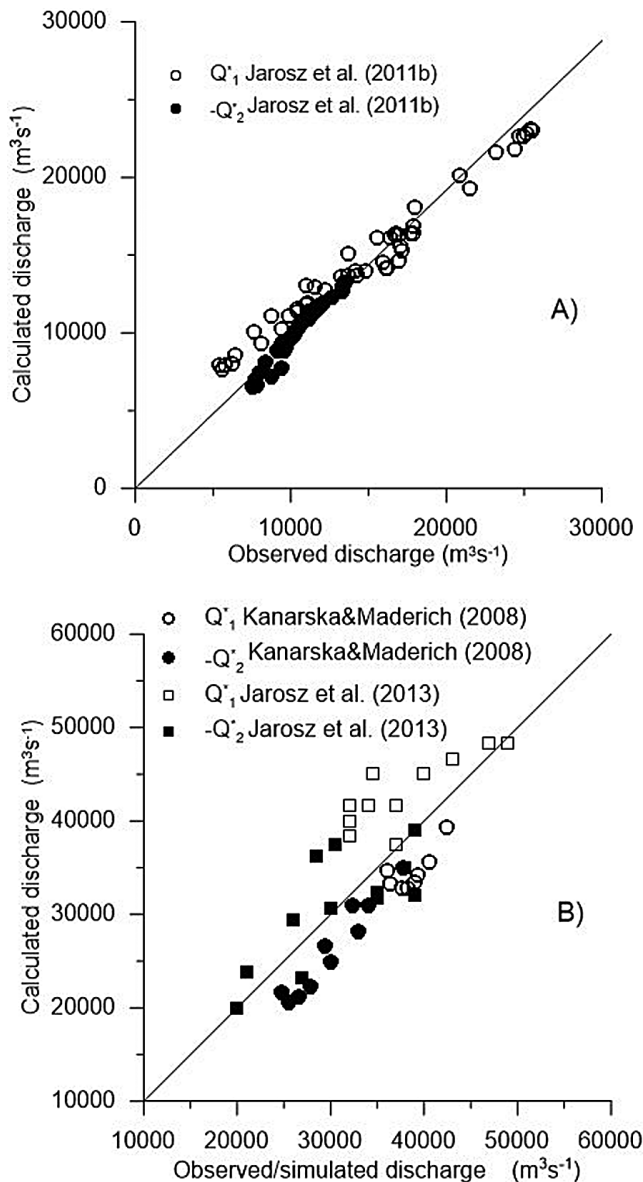 30000
Q*1 Jarosz et al. (2011b)
-Q*2 Jarosz et al. (2011b)
20000
Calculated discharge (m³s-¹)
A)
10000
0
0 10000 20000 30000
Observed discharge (m³s-¹)
Q*1 Kanarska&Maderich (2008)
60000
-Q*2 Kanarska&Maderich (2008)
Q*1 Jarosz et al. (2013)
50000
-Q*2 Jarosz et al. (2013)
40000
Calculated discharge (m³s-¹)
30000
B)
20000
10000
10000 20000 30000 40000 50000 60000
Observed/simulated discharge (m³s-¹)